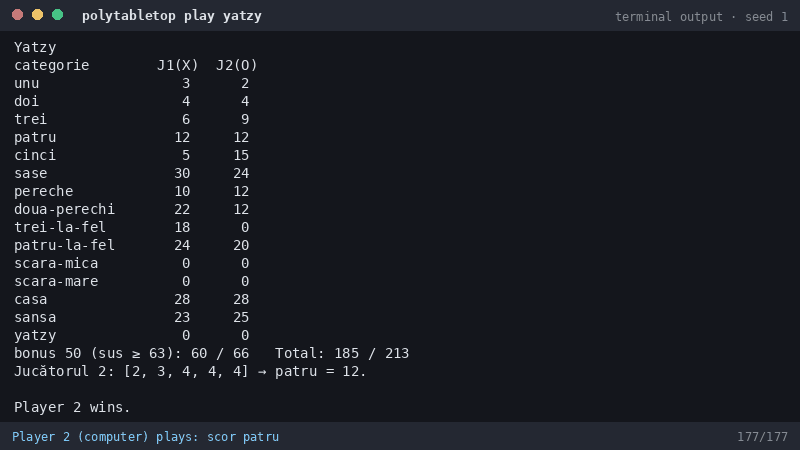 polytabletop play yatzy
terminal output · seed 1
Yatzy
categorie        J1(X)  J2(O)
unu                 3      2
doi                 4      4
trei                6      9
patru              12     12
cinci               5     15
sase               30     24
pereche            10     12
doua-perechi       22     12
trei-la-fel        18      0
patru-la-fel       24     20
scara-mica          0      0
scara-mare          0      0
casa               28     28
sansa              23     25
yatzy               0      0
bonus 50 (sus ≥ 63): 60 / 66   Total: 185 / 213
Jucătorul 2: [2, 3, 4, 4, 4] → patru = 12.
Player 2 wins.
Player 2 (computer) plays: scor patru
177/177